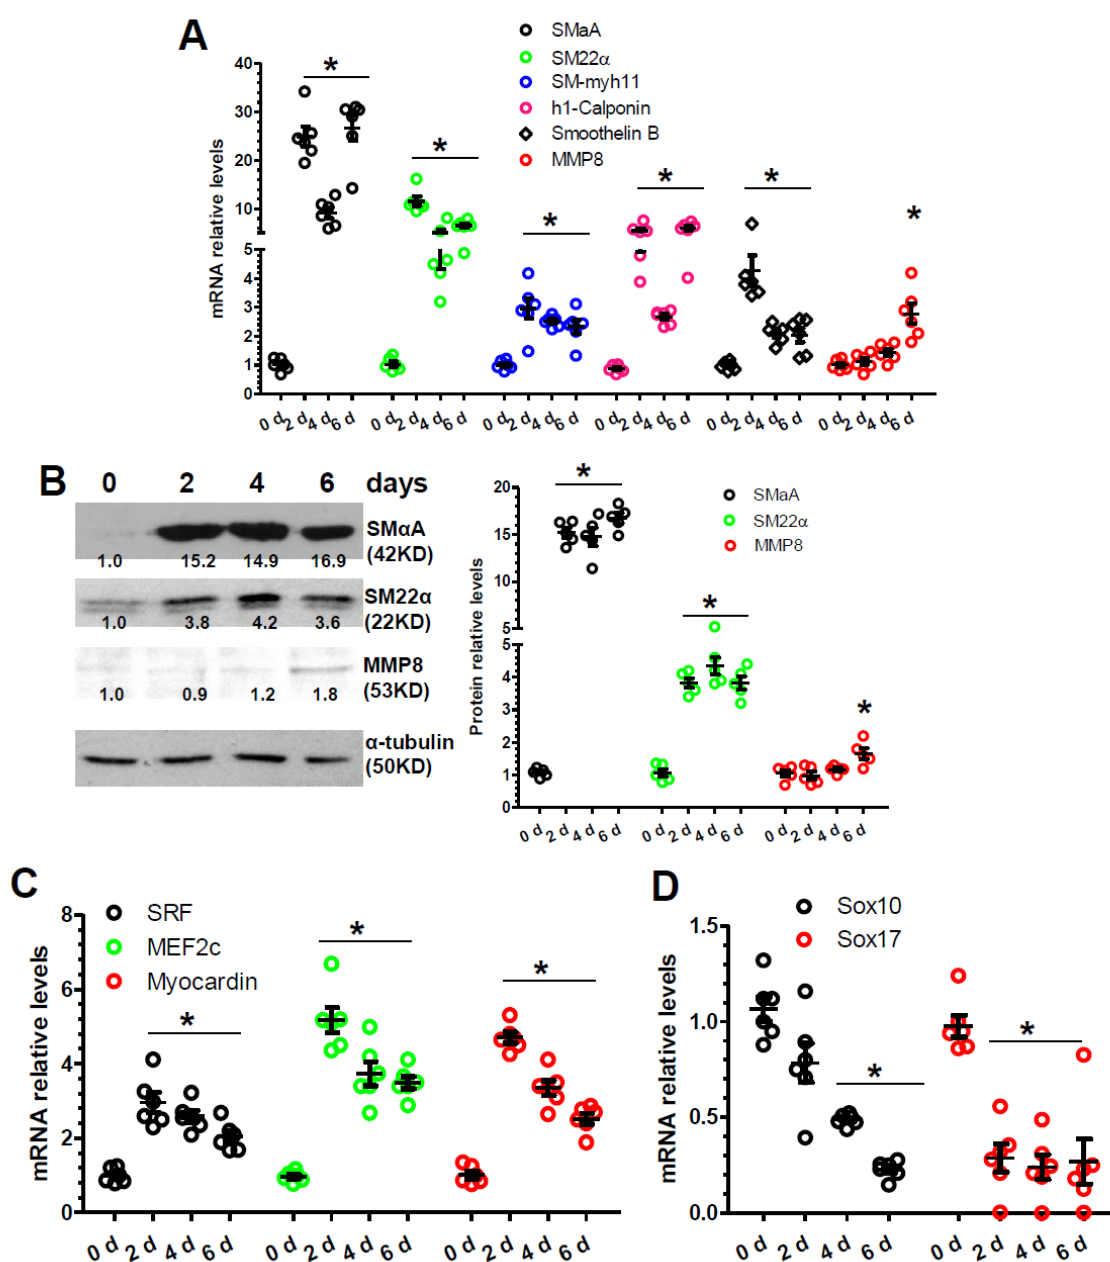 A
SMaA
SM22α
SM-myh11
h1-Calponin
Smoothelin B
MMP8
mRNA relative levels
40
30
20
10
5
4
3
2
1
0
* * * * * *
0 d 2 d 4 d 6 d 0 d 2 d 4 d 6 d 0 d 2 d 4 d 6 d 0 d 2 d 4 d 6 d 0 d 2 d 4 d 6 d 0 d 2 d 4 d 6 d
B
0 2 4 6 days
SMαA
1.0 15.2 14.9 16.9 (42KD)
SM22α
1.0 3.8 4.2 3.6 (22KD)
MMP8
1.0 0.9 1.2 1.8 (53KD)
α-tubulin
(50KD)
SMaA
SM22α
MMP8
Protein relative levels
20
15
10
5
5
4
3
2
1
0
* * *
0 d 2 d 4 d 6 d 0 d 2 d 4 d 6 d 0 d 2 d 4 d 6 d
C
SRF
MEF2c
Myocardin
mRNA relative levels
8
6
4
2
0
* * *
0 d 2 d 4 d 6 d 0 d 2 d 4 d 6 d 0 d 2 d 4 d 6 d
D
Sox10
Sox17
mRNA relative levels
1.5
1.0
0.5
0.0
* *
0 d 2 d 4 d 6 d 0 d 2 d 4 d 6 d